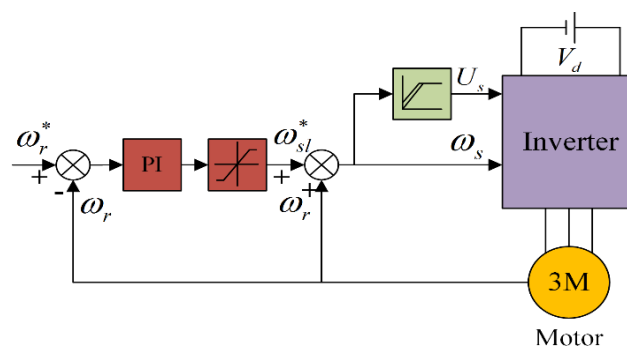 V_d
U_s
ω_r^*
+
-
PI
ω_sl^*
+
+
ω_s
Inverter
ω_r
ω_r
3M
Motor